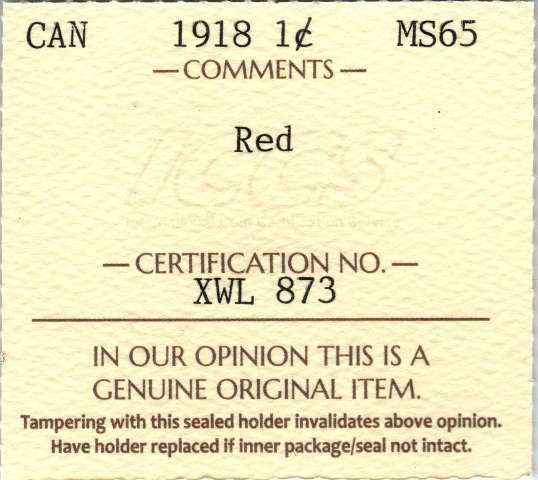 CAN 1918 1¢ MS65
— COMMENTS —
Red
— CERTIFICATION NO. —
XWL 873
IN OUR OPINION THIS IS A
GENUINE ORIGINAL ITEM.
Tampering with this sealed holder invalidates above opinion.
Have holder replaced if inner package/seal not intact.